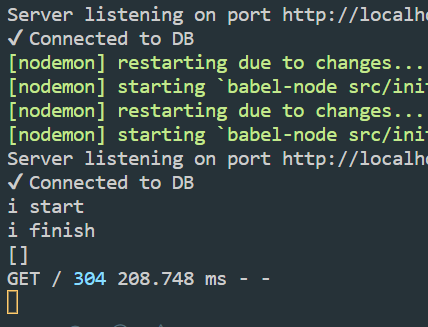 Server listening on port http://localh
✓ Connected to DB
[nodemon] restarting due to changes...
[nodemon] starting `babel-node src/ini
[nodemon] restarting due to changes...
[nodemon] starting `babel-node src/ini
Server listening on port http://localh
✓ Connected to DB
i start
i finish
[]
GET / 304 208.748 ms - -